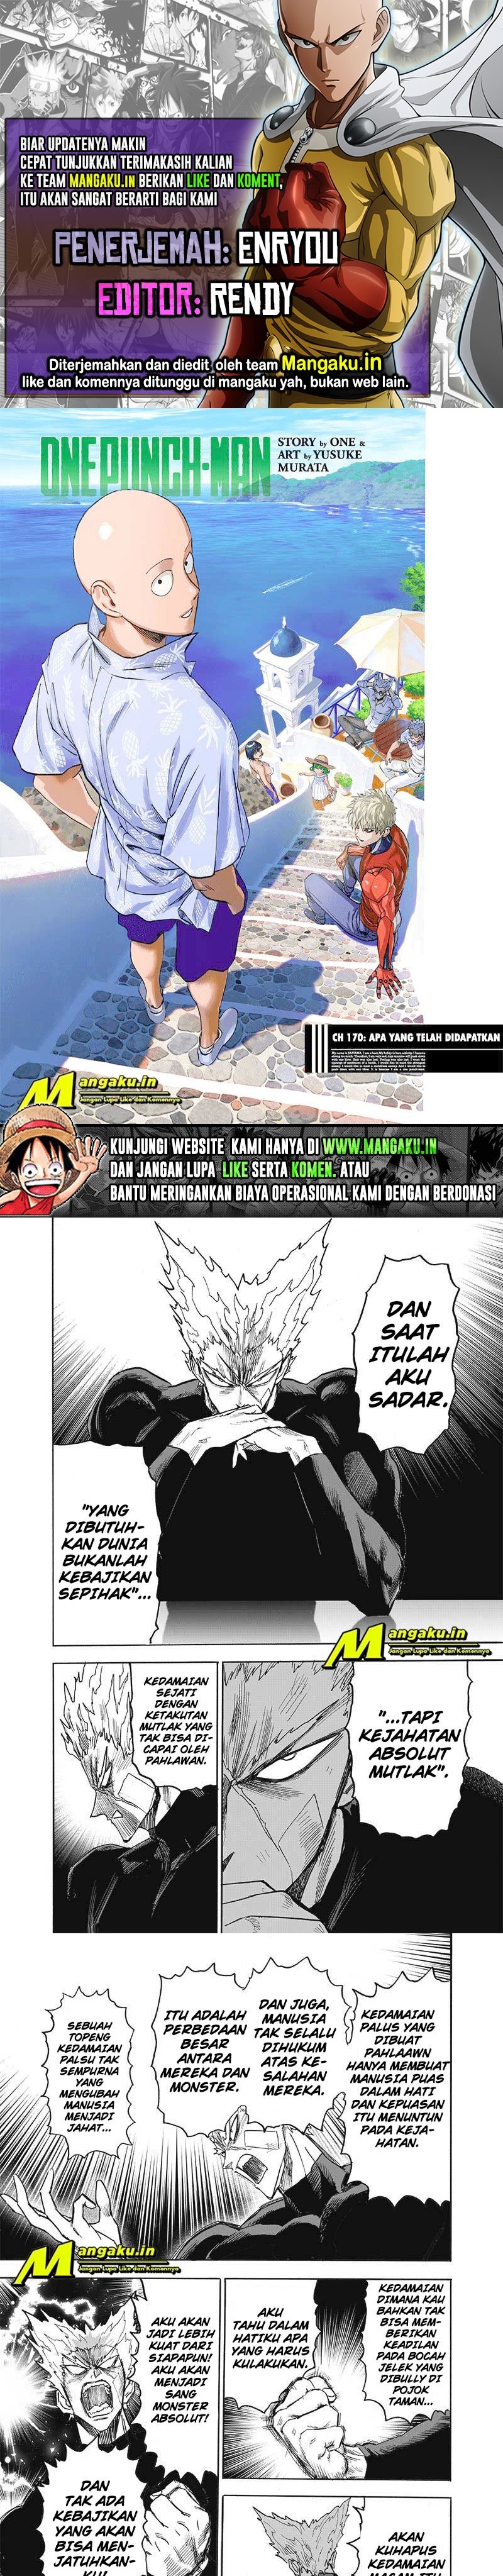 BIAR UPDATENYA MAKIN
CEPAT TUNJUKKAN TERIMAKASIH KALIAN
KE TEAM MANGAKU.IN BERIKAN LIKE DAN KOMENT,
ITU AKAN SANGAT BERARTI BAGI KAMI
PENERJEMAH: ENRYOU
EDITOR: RENDY
Diterjemahkan dan diedit oleh team Mangaku.in
like dan komennya ditunggu di mangaku yah, bukan web lain.
ONE PUNCH-MAN
STORY by ONE &
ART by YUSUKE
MURATA
CH 170: APA YANG TELAH DIDAPATKAN
Mangaku.in
Jangan Lupa Like dan Komennya
KUNJUNGI WEBSITE KAMI HANYA DI WWW.MANGAKU.IN
DAN JANGAN LUPA LIKE SERTA KOMEN. ATAU
BANTU MERINGANKAN BIAYA OPERASIONAL KAMI DENGAN BERDONASI
DAN
SAAT
ITULAH
AKU
SADAR.
"YANG
DIBUTUH-
KAN DUNIA
BUKANLAH
KEBAJIKAN
SEPIHAK"...
Mangaku.in
Jangan Lupa Like dan Komennya
"...TAPI
KEJAHATAN
ABSOLUT
MUTLAK".
KEDAMAIAN
SEJATI
DENGAN
KETAKUTAN
MUTLAK YANG
TAK BISA DI-
CAPAI OLEH
PAHLAWAN.
KEDAMAIAN
PALUS YANG
DIBUAT
PAHLAAWN
HANYA MEMBUAT
MANUSIA PUAS
DALAM HATI
DAN KEPUASAN
ITU MENUNTUN
PADA KEJA-
HATAN.
DAN JUGA,
MANUSIA
TAK SELALU
DIHUKUM
ATAS KE-
SALAHAN
MEREKA.
ITU ADALAH
PERBEDAAN
BESAR
ANTARA
MEREKA DAN
MONSTER.
SEBUAH
TOPENG
KEDAMAIAN
PALSU TAK
SEMPURNA
YANG
MENGUBAH
MANUSIA
MENJADI
JAHAT...
Mangaku.in
Jangan Lupa Like dan Komennya
KEDAMAIAN
DIMANA KAU
BAHKAN TAK
BISA MEM-
BERIKAN
KEADILAN
PADA BOCAH
JELEK YANG
DIBULLY DI
POJOK
TAMAN...
AKU
TAHU DALAM
HATIKU APA
YANG HARUS
KULAKUKAN.
AKU AKAN
JADI LEBIH
KUAT DARI
SIAPAPUN!
AKU AKAN
MENJADI
SANG
MONSTER
ABSOLUT!
DAN
TAK ADA
KEBAJIKAN
YANG AKAN
BISA MEN-
JATUHKAN-
AKAN
KUHAPUS
KEDAMAIAN